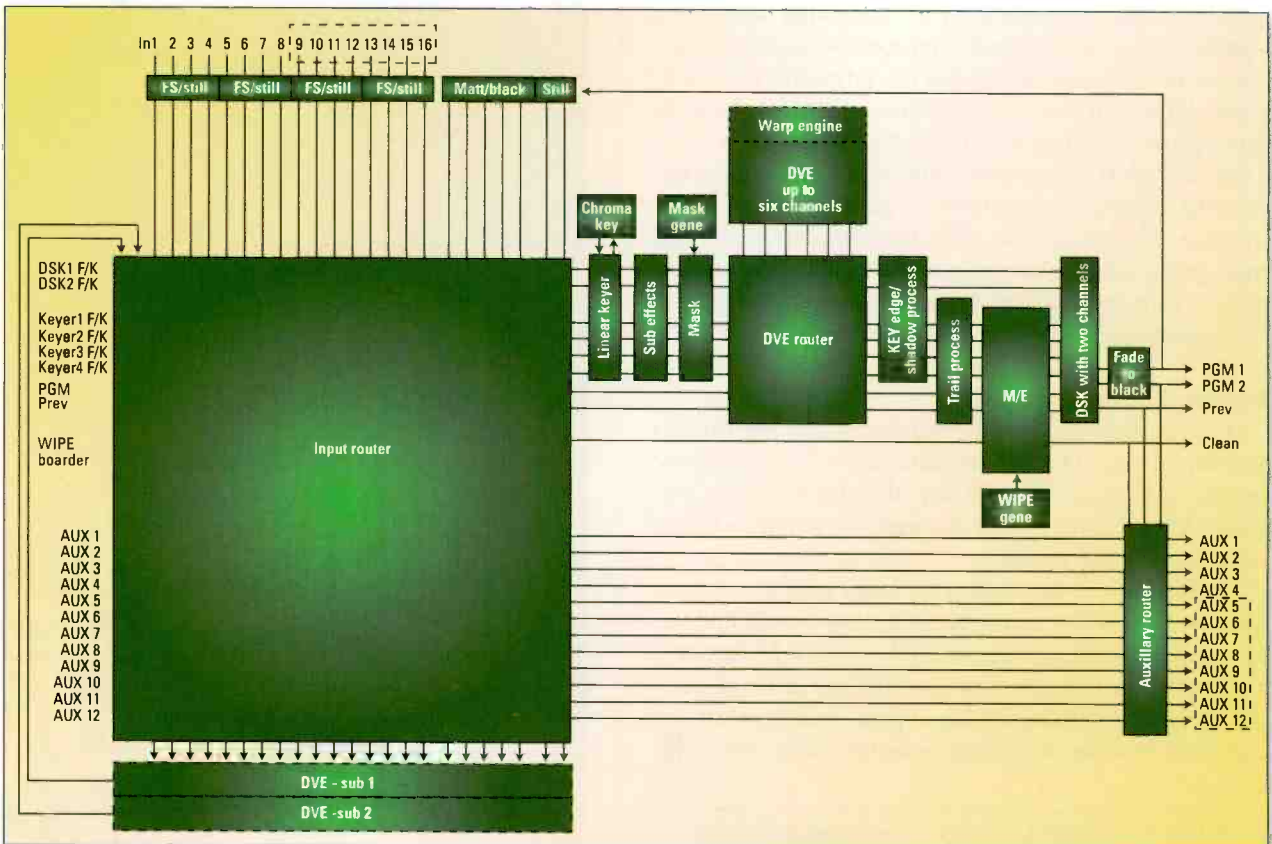 In1 2 3 4 5 6 7 8 9 10 11 12 13 14 15 16
FS/still FS/still FS/still FS/still Matt/black Still
Warp engine
DVE
up to
six channels
Chroma
key
Mask
gene
DSK1 F/K
DSK2 F/K
Keyer1 F/K
Keyer2 F/K
Keyer3 F/K
Keyer4 F/K
PGM
Prev
WIPE
boarder
Input router
Linear keyer
Sub effects
Mask
DVE router
KEY edge/
shadow process
Trail process
M/E
WIPE
gene
DSK with two channels
Fade
to
black
PGM 1
PGM 2
Prev
Clean
AUX 1
AUX 2
AUX 3
AUX 4
AUX 5
AUX 6
AUX 7
AUX 8
AUX 9
AUX 10
AUX 11
AUX 12
Auxillary router
AUX 1
AUX 2
AUX 3
AUX 4
AUX 5
AUX 6
AUX 7
AUX 8
AUX 9
AUX 10
AUX 11
AUX 12
DVE - sub 1
DVE -sub 2